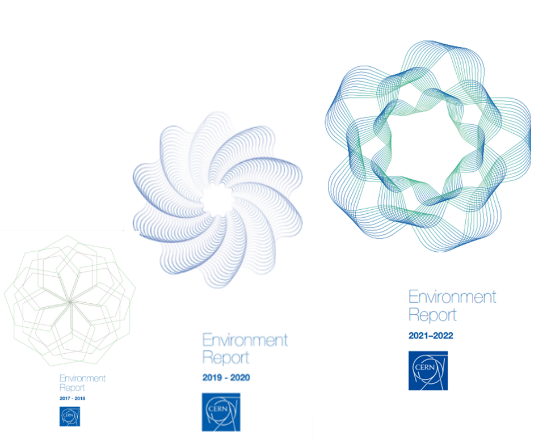 Environment
Report
2017 - 2018
CERN
Environment
Report
2019 - 2020
CERN
Environment
Report
2021–2022
CERN